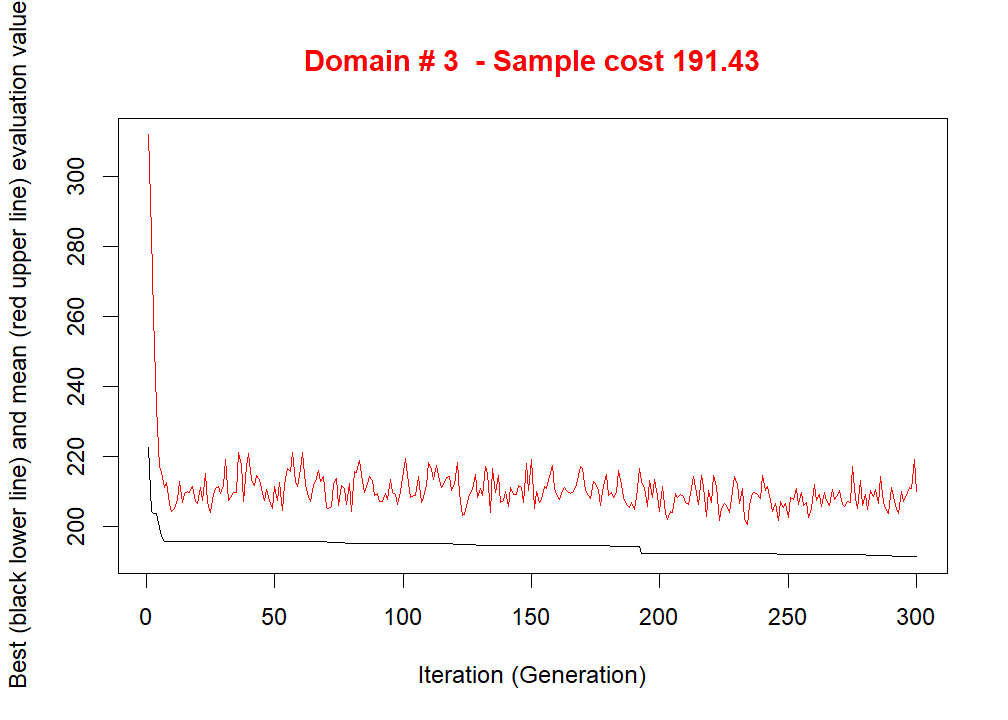 Domain # 3  - Sample cost 191.43
Best (black lower line) and mean (red upper line) evaluation value
300
280
260
240
220
200
0 50 100 150 200 250 300
Iteration (Generation)